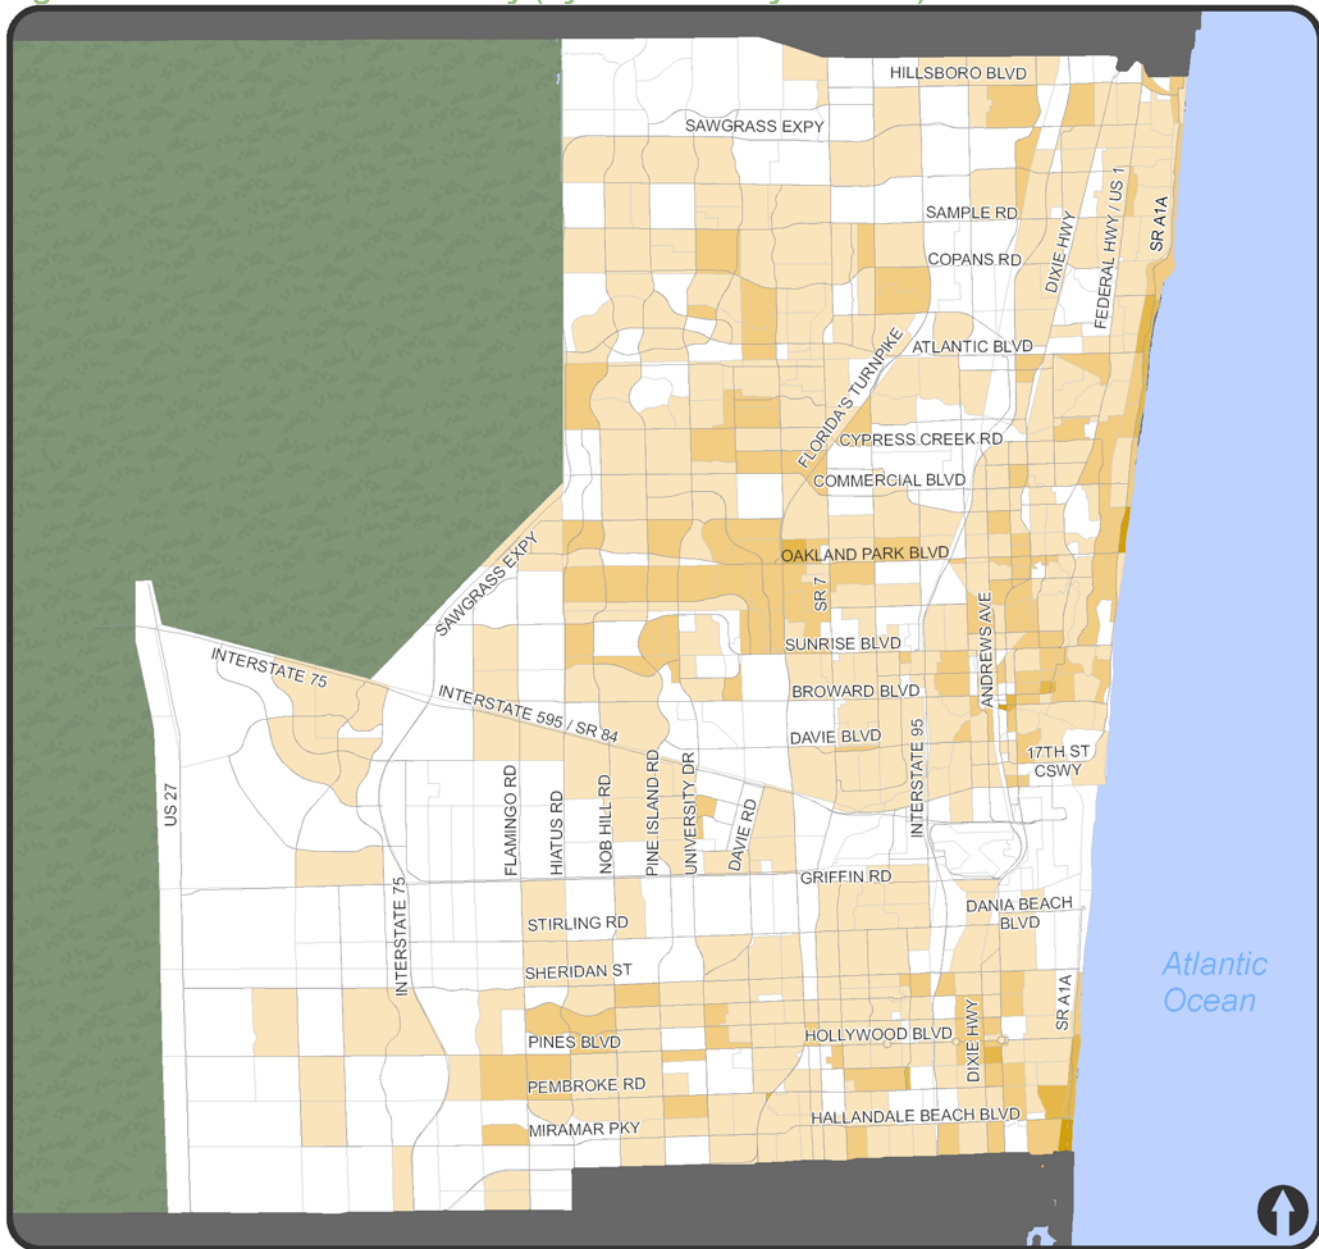 HILLSBORO BLVD
SAWGRASS EXPY
SAMPLE RD
COPANS RD
DIXIE HWY
FEDERAL HWY / US 1
SR A1A
ATLANTIC BLVD
FLORIDA'S TURNPIKE
CYPRESS CREEK RD
COMMERCIAL BLVD
OAKLAND PARK BLVD
SAWGRASS EXPY
SR 7
ANDREWS AVE
SUNRISE BLVD
INTERSTATE 75
INTERSTATE 595 / SR 84
BROWARD BLVD
DAVIE BLVD
INTERSTATE 95
17TH ST
CSWY
US 27
FLAMINGO RD
HIATUS RD
NOB HILL RD
PINE ISLAND RD
UNIVERSITY DR
DAVIE RD
GRIFFIN RD
INTERSTATE 75
STIRLING RD
DANIA BEACH
BLVD
SHERIDAN ST
Atlantic
Ocean
SR A1A
PINES BLVD
HOLLYWOOD BLVD
DIXIE HWY
PEMBROKE RD
HALLANDALE BEACH BLVD
MIRAMAR PKY